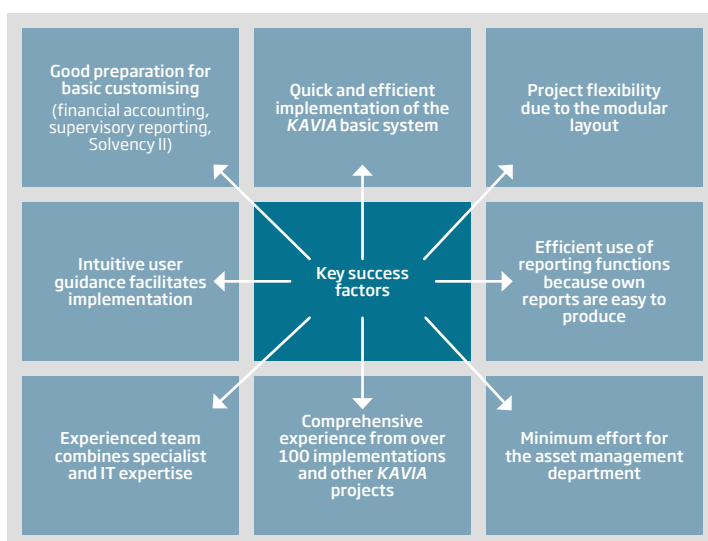 Good preparation for
basic customising
(financial accounting,
supervisory reporting,
Solvency II)
Quick and efficient
implementation of the
KAVIA basic system
Project flexibility
due to the modular
layout
Intuitive user
guidance facilitates
implementation
Key success
factors
Efficient use of
reporting functions
because own
reports are easy to
produce
Experienced team
combines specialist
and IT expertise
Comprehensive
experience from over
100 implementations
and other KAVIA
projects
Minimum effort for
the asset management
department